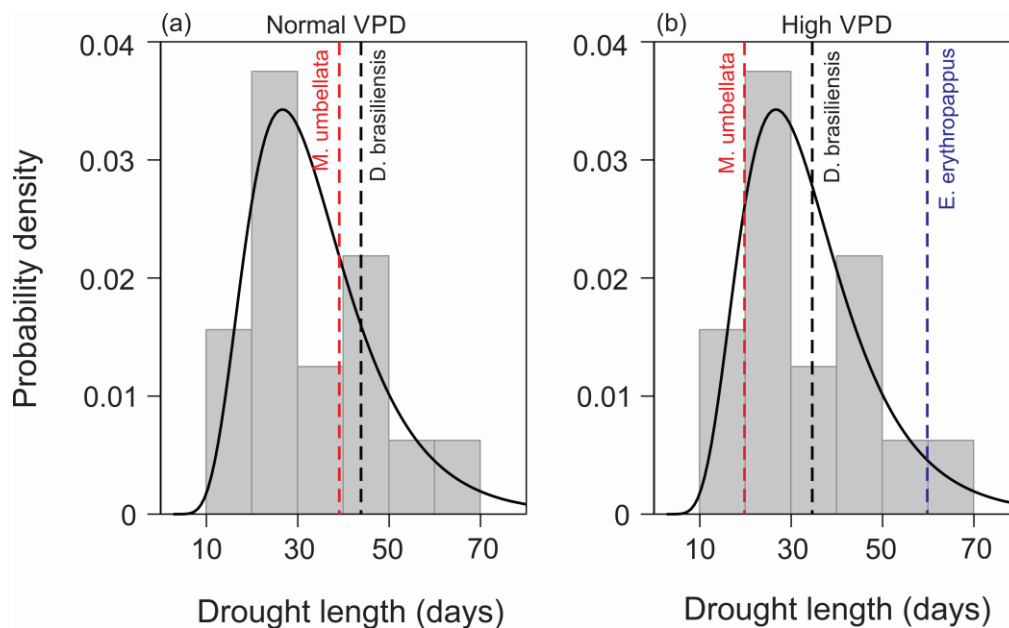 (a)
Normal VPD
(b)
High VPD
Probability density
0.04
0.03
0.02
0.01
0
M. umbellata
D. brasiliensis
10
30
50
70
Drought length (days)
0.04
0.03
0.02
0.01
0
M. umbellata
D. brasiliensis
E. erythropappus
10
30
50
70
Drought length (days)